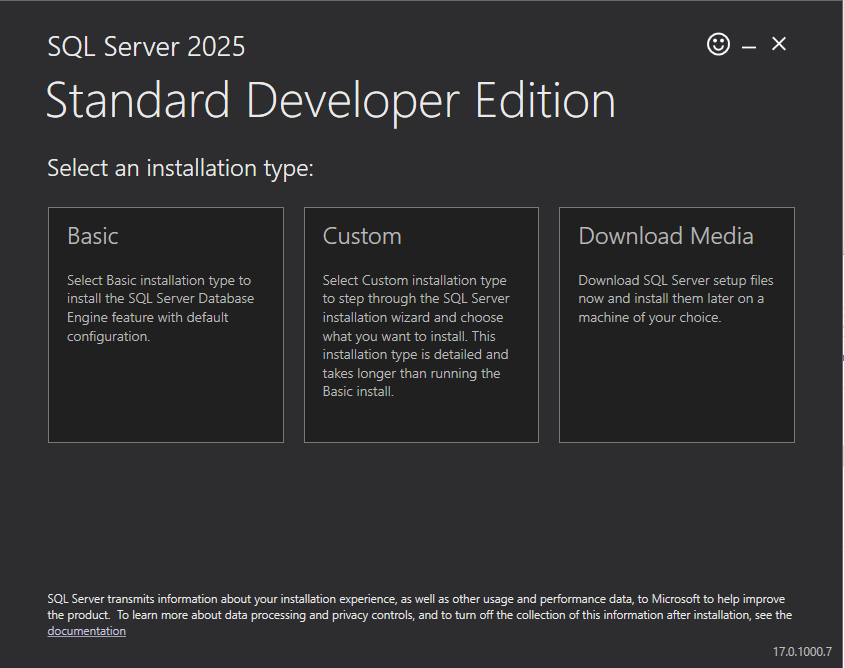 SQL Server 2025
Standard Developer Edition
Select an installation type:
Basic
Select Basic installation type to
install the SQL Server Database
Engine feature with default
configuration.
Custom
Select Custom installation type
to step through the SQL Server
installation wizard and choose
what you want to install. This
installation type is detailed and
takes longer than running the
Basic install.
Download Media
Download SQL Server setup files
now and install them later on a
machine of your choice.
SQL Server transmits information about your installation experience, as well as other usage and performance data, to Microsoft to help improve
the product.  To learn more about data processing and privacy controls, and to turn off the collection of this information after installation, see the
documentation
17.0.1000.7